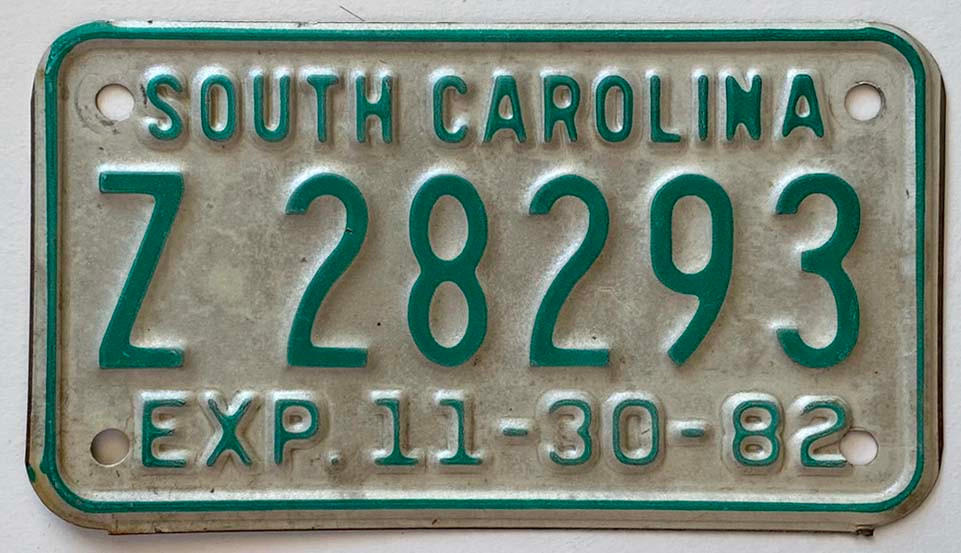 SOUTH CAROLINA
Z 28293
EXP. 11-30-82